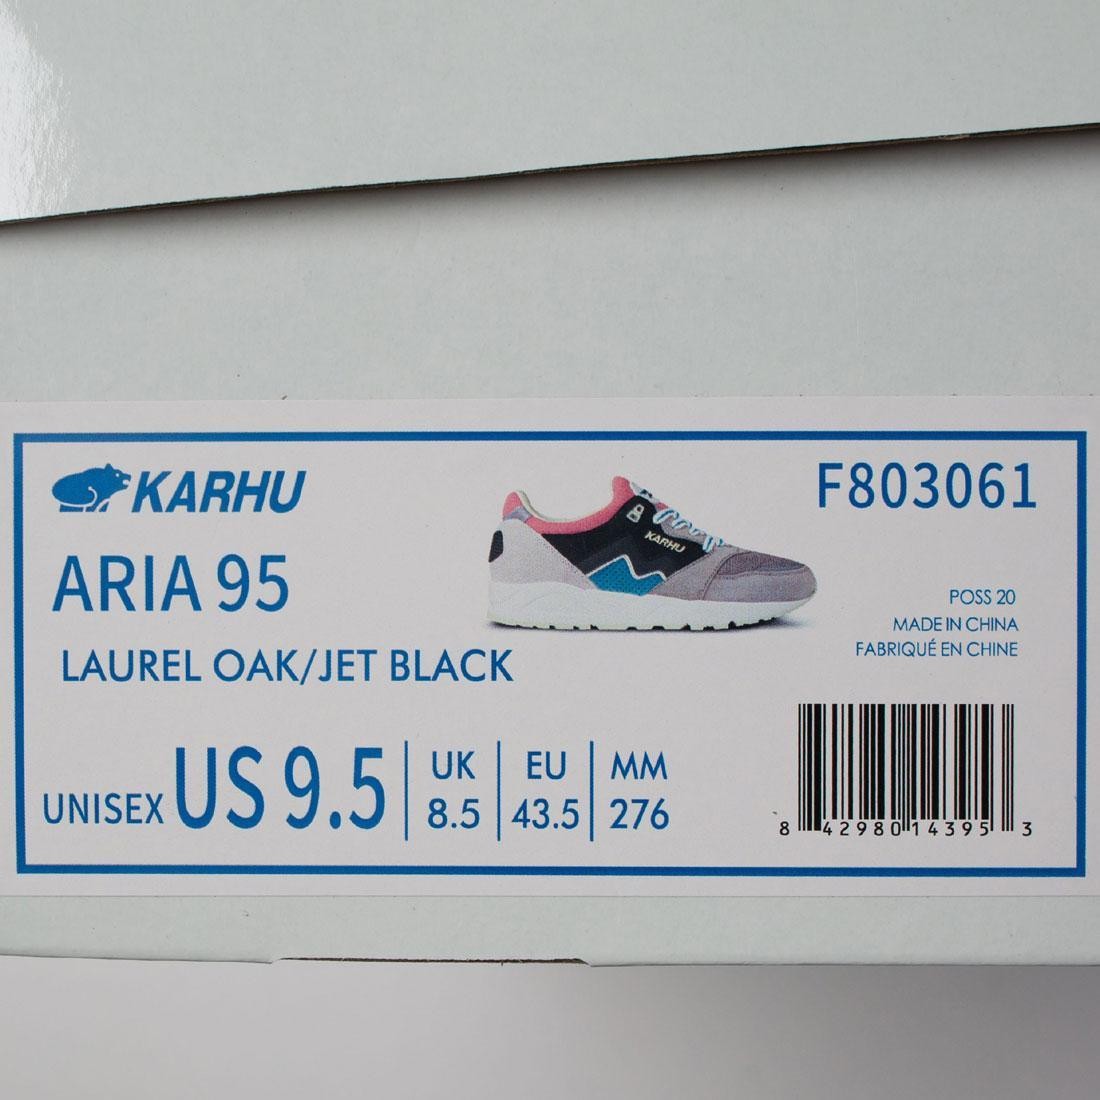 KARHU
F803061
ARIA 95
KARHU
LAUREL OAK/JET BLACK
POSS 20
MADE IN CHINA
FABRIQUÉ EN CHINE
UNISEX US 9.5
UK
8.5
EU
43.5
MM
276
8 42980 14395 3